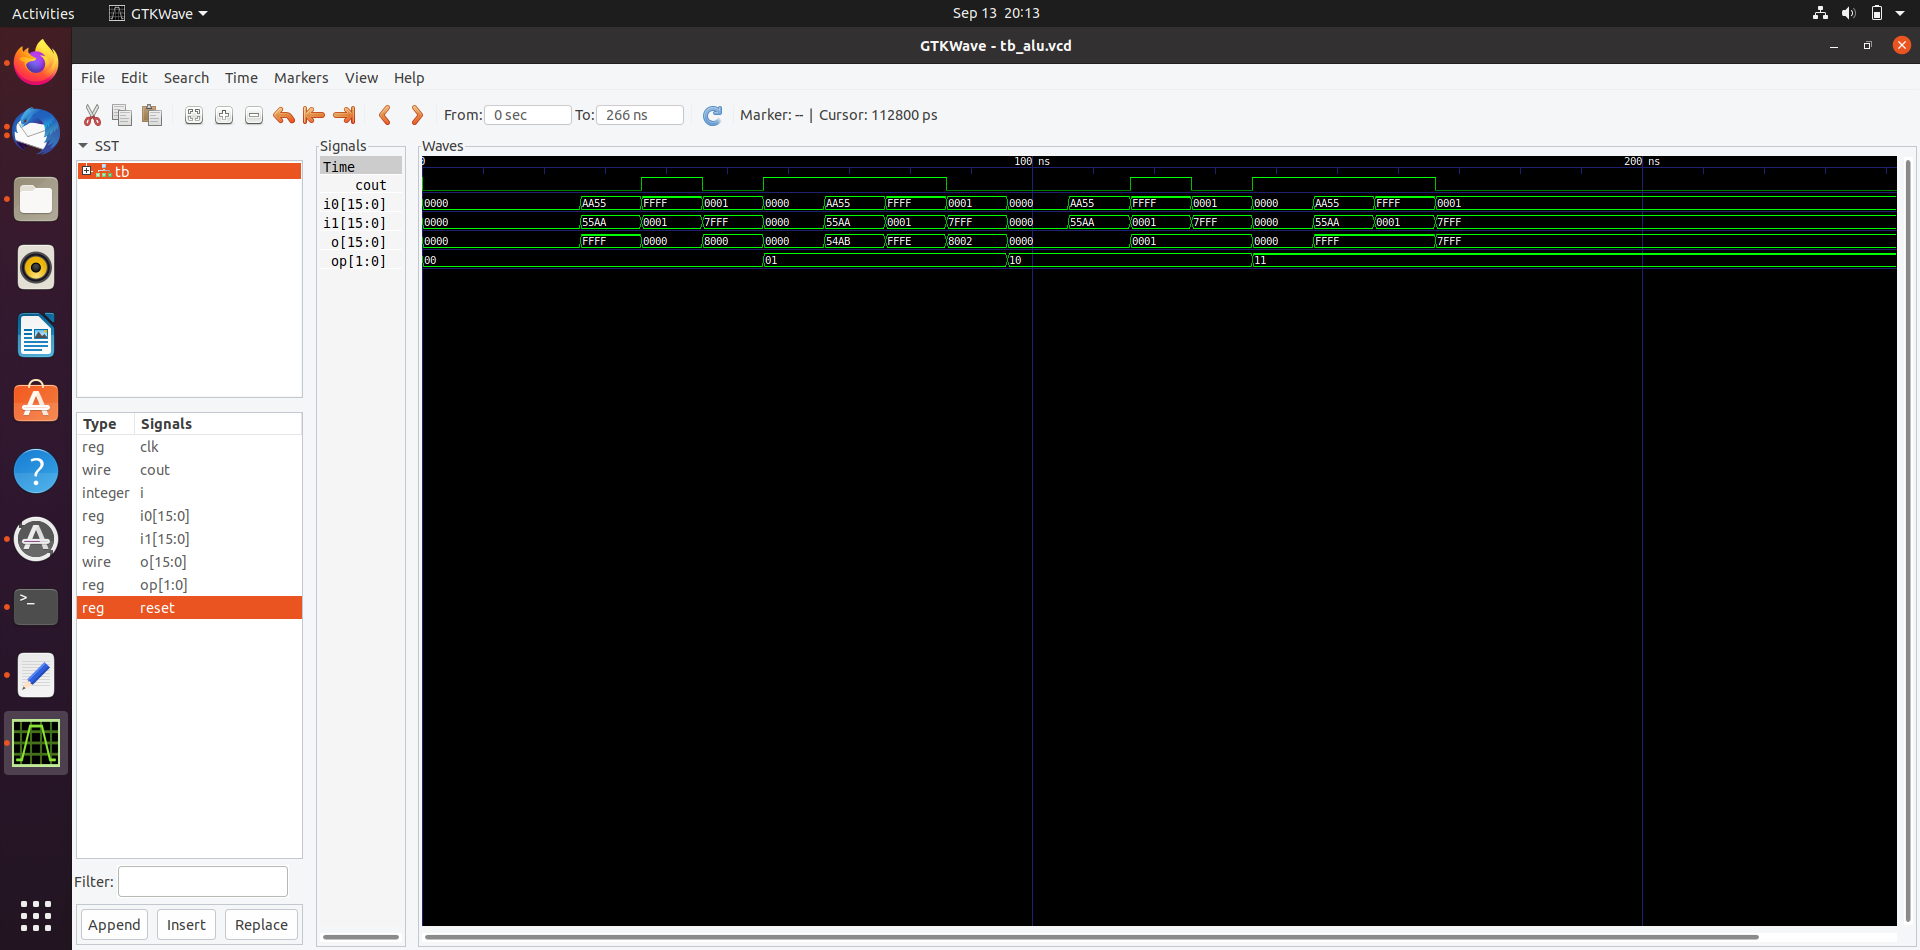 Activities GTKWave Sep 13 20:13
GTKWave - tb_alu.vcd
File Edit Search Time Markers View Help
From: 0 sec To: 266 ns Marker: -- | Cursor: 112800 ps
SST
tb
Type Signals
reg clk
wire cout
integer i
reg i0[15:0]
reg i1[15:0]
wire o[15:0]
reg op[1:0]
reg reset
Filter:
Append Insert Replace
Signals
Time
cout
i0[15:0]
i1[15:0]
o[15:0]
op[1:0]
Waves
0 100 ns 200 ns
0000 AA55 FFFF 0001 0000 AA55 FFFF 0001 0000 AA55 FFFF 0001 0000 AA55 FFFF 0001
0000 55AA 0001 7FFF 0000 55AA 0001 7FFF 0000 55AA 0001 7FFF 0000 55AA 0001 7FFF
0000 FFFF 0000 8000 0000 54AB FFFE 8002 0000 0001 0000 FFFF 7FFF
00 01 10 11